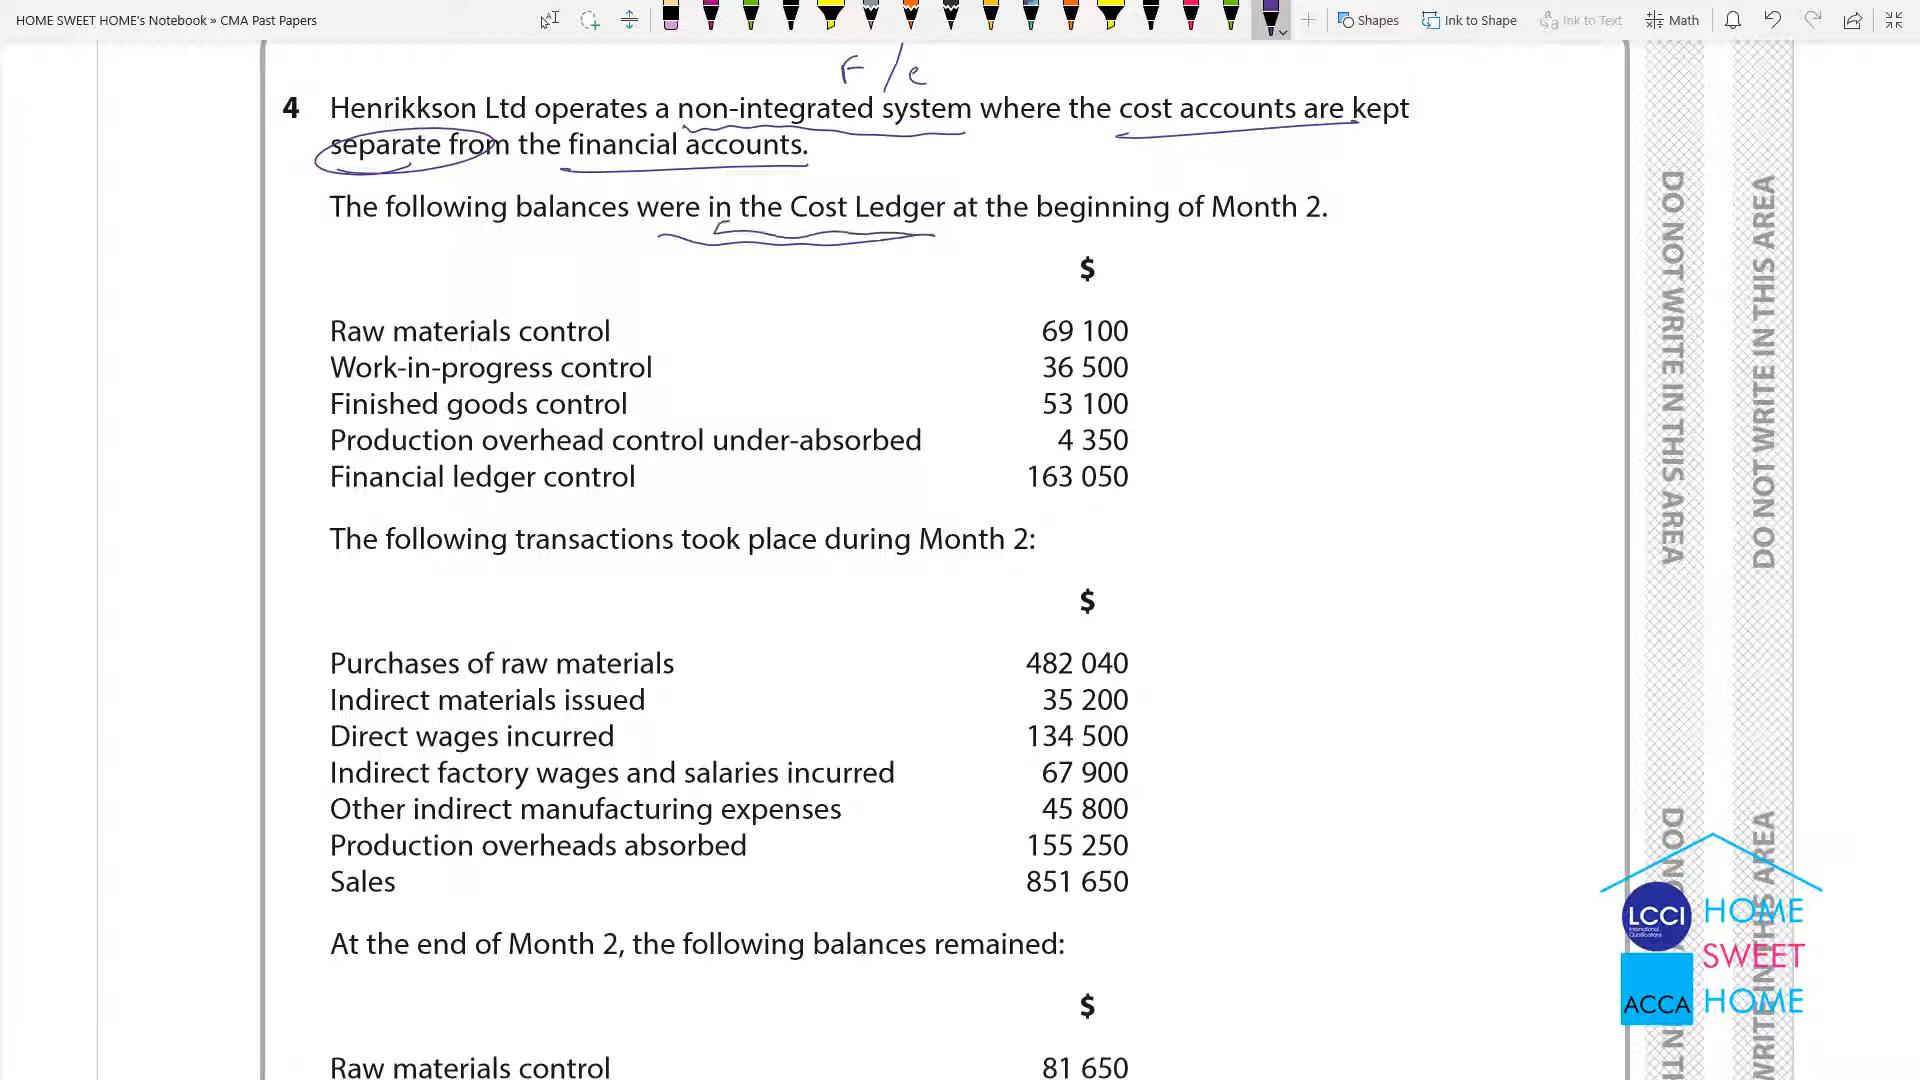 HOME SWEET HOME's Notebook » CMA Past Papers
Shapes
Ink to Shape
Ink to Text
Math
F / C
4 Henrikkson Ltd operates a non-integrated system where the cost accounts are kept
separate from the financial accounts.
The following balances were in the Cost Ledger at the beginning of Month 2.
$
Raw materials control 69 100
Work-in-progress control 36 500
Finished goods control 53 100
Production overhead control under-absorbed 4 350
Financial ledger control 163 050
The following transactions took place during Month 2:
$
Purchases of raw materials 482 040
Indirect materials issued 35 200
Direct wages incurred 134 500
Indirect factory wages and salaries incurred 67 900
Other indirect manufacturing expenses 45 800
Production overheads absorbed 155 250
Sales 851 650
At the end of Month 2, the following balances remained:
$
Raw materials control 81 650
DO NOT WRITE IN THIS AREA
DO NOT WRITE IN THIS AREA
LCCI
International
Qualifications
ACCA
HOME
SWEET
HOME